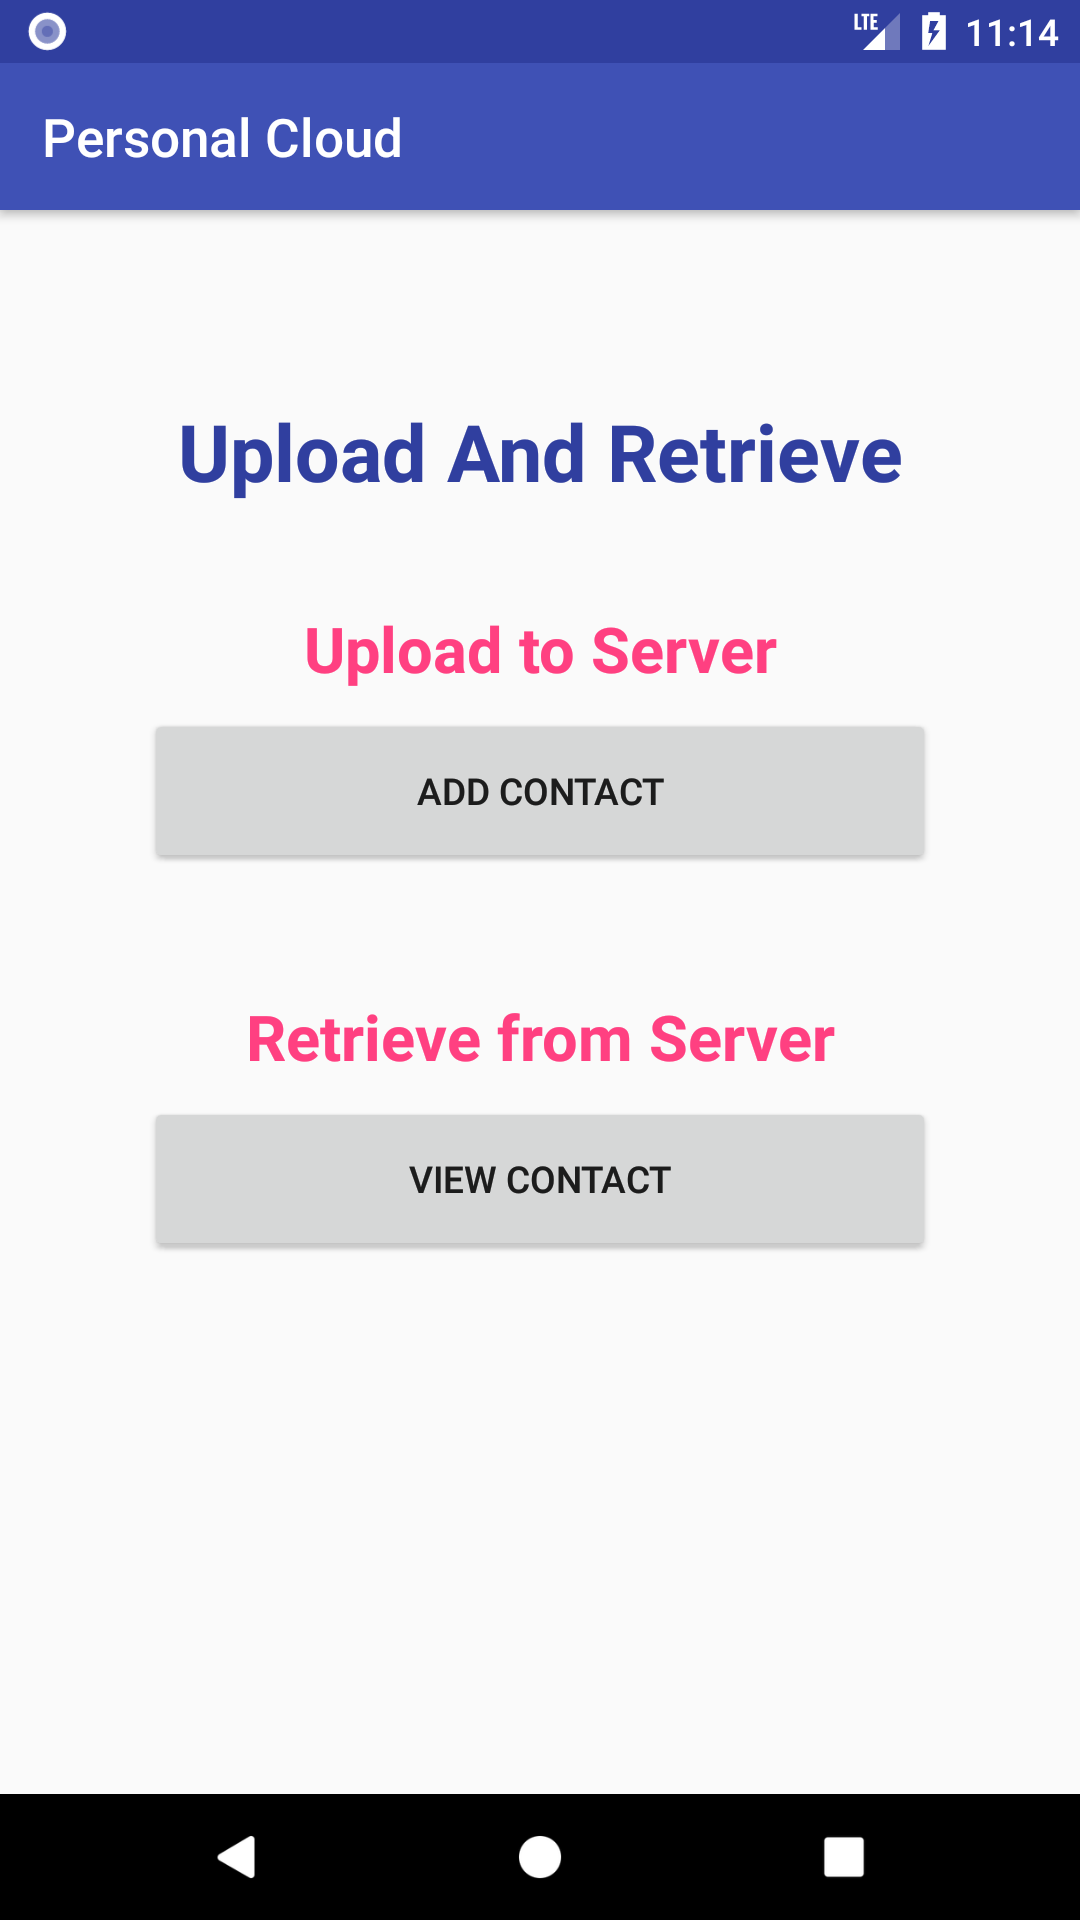 LTE 11:14
Personal Cloud
Upload And Retrieve
Upload to Server
ADD CONTACT
Retrieve from Server
VIEW CONTACT